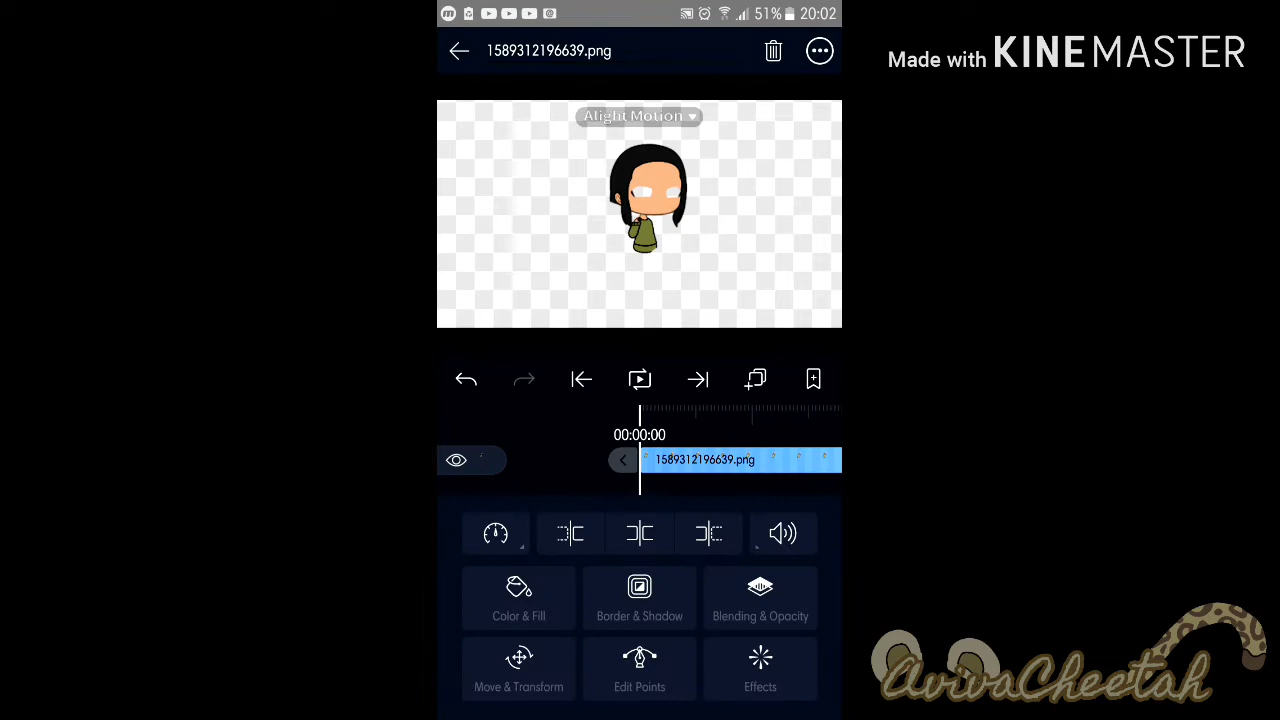 51% 20:02
1589312196639.png
Made with KINEMASTER
Alight Motion
00:00:00
1589312196639.png
Color & Fill
Border & Shadow
Blending & Opacity
Move & Transform
Edit Points
Effects
AvivaCheetah